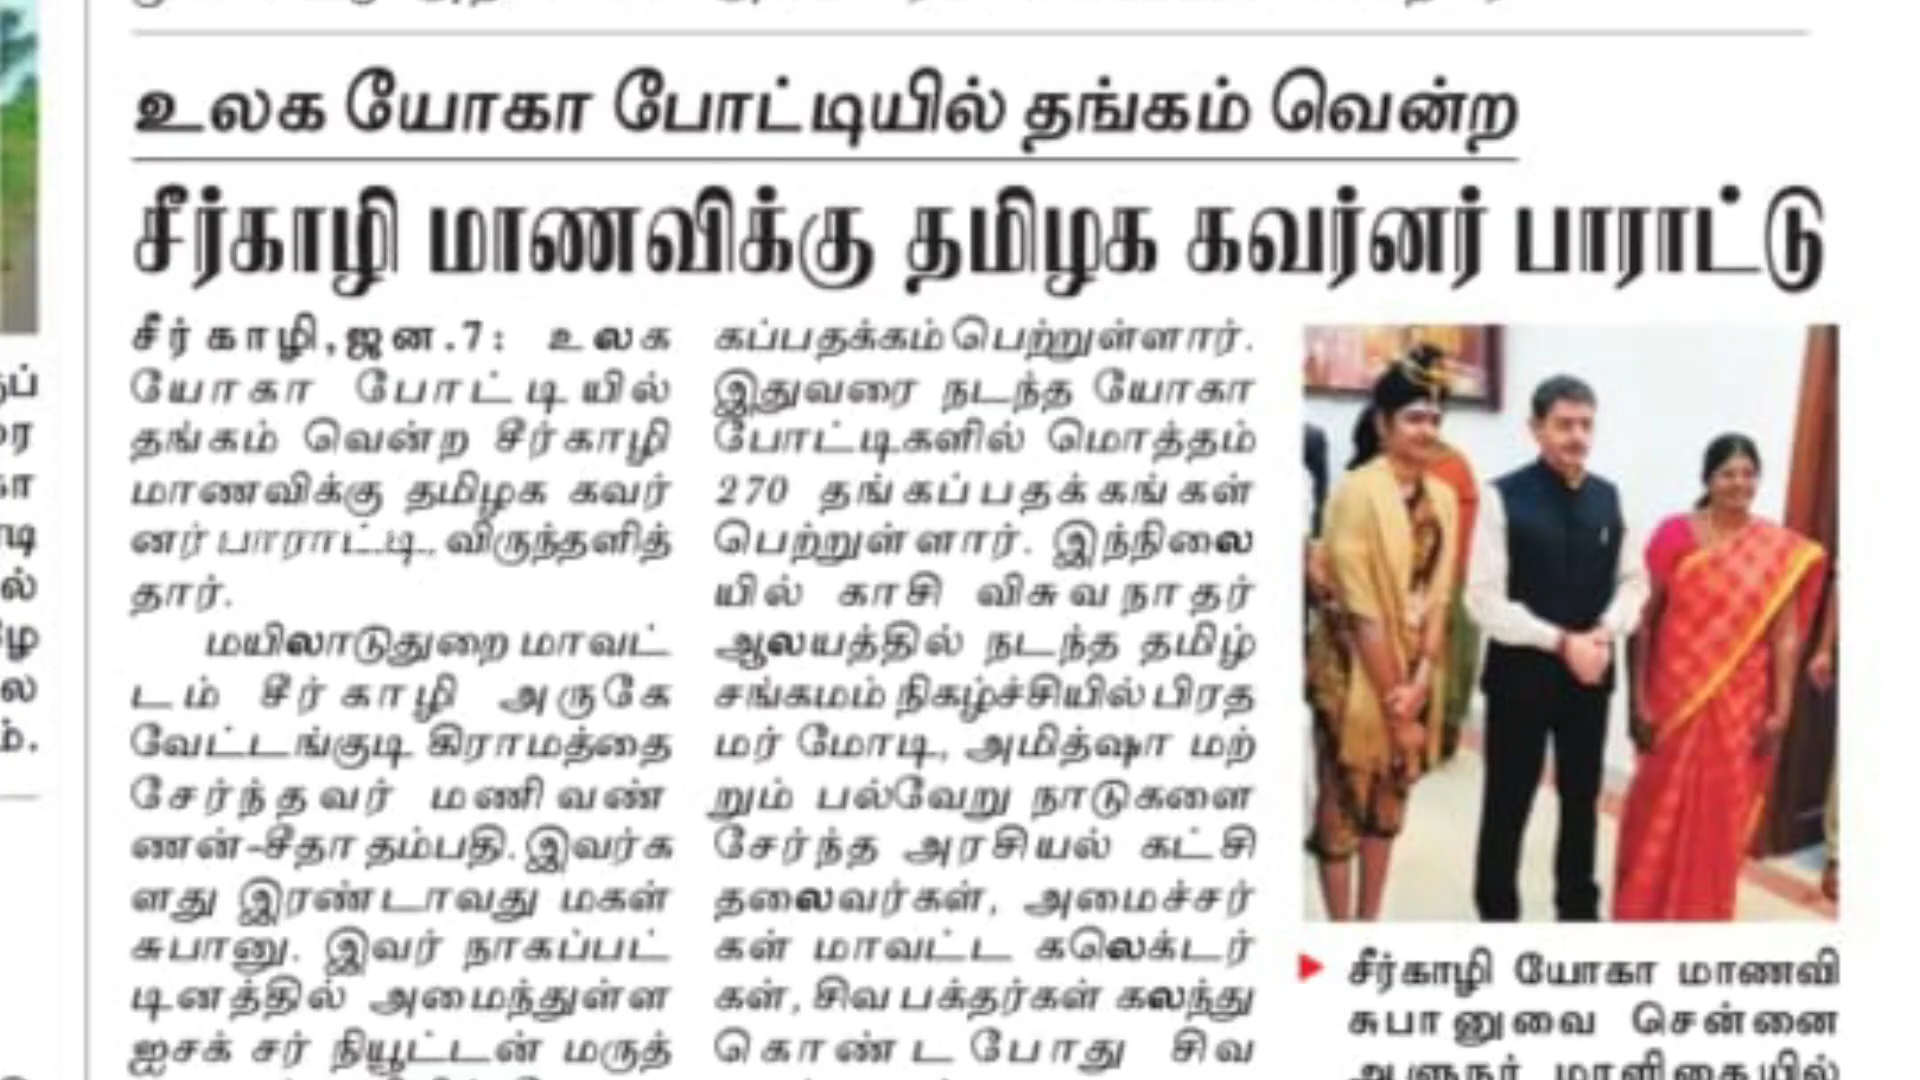 உலக யோகா போட்டியில் தங்கம் வென்ற
சீர்காழி மாணவிக்கு தமிழக கவர்னர் பாராட்டு
சீர்காழி,ஜன.7: உலக
யோகா போட்டியில்
தங்கம் வென்ற சீர்காழி
மாணவிக்கு தமிழக கவர்
னர் பாராட்டி, விருந்தளித்
தார்.
மயிலாடுதுறை மாவட்
டம் சீர்காழி அருகே
வேட்டங்குடி கிராமத்தை
சேர்ந்தவர் மணிவண்
ணன்-சீதா தம்பதி. இவர்க
ளது இரண்டாவது மகள்
சுபானு. இவர் நாகப்பட்
டினத்தில் அமைந்துள்ள
ஐசக் சர் நியூட்டன் மருத்
கப்பதக்கம் பெற்றுள்ளார்.
இதுவரை நடந்த யோகா
போட்டிகளில் மொத்தம்
270 தங்கப்பதக்கங்கள்
பெற்றுள்ளார். இந்நிலை
யில் காசி விசுவநாதர்
ஆலயத்தில் நடந்த தமிழ்
சங்கமம் நிகழ்ச்சியில் பிரத
மர் மோடி, அமித்ஷா மற்
றும் பல்வேறு நாடுகளை
சேர்ந்த அரசியல் கட்சி
தலைவர்கள், அமைச்சர்
கள் மாவட்ட கலெக்டர்
கள், சிவ பக்தர்கள் கலந்து
கொண்டபோது சிவ
சீர்காழி யோகா மாணவி
சுபானுவை சென்னை
ஆளுநர் மாளிகையில்